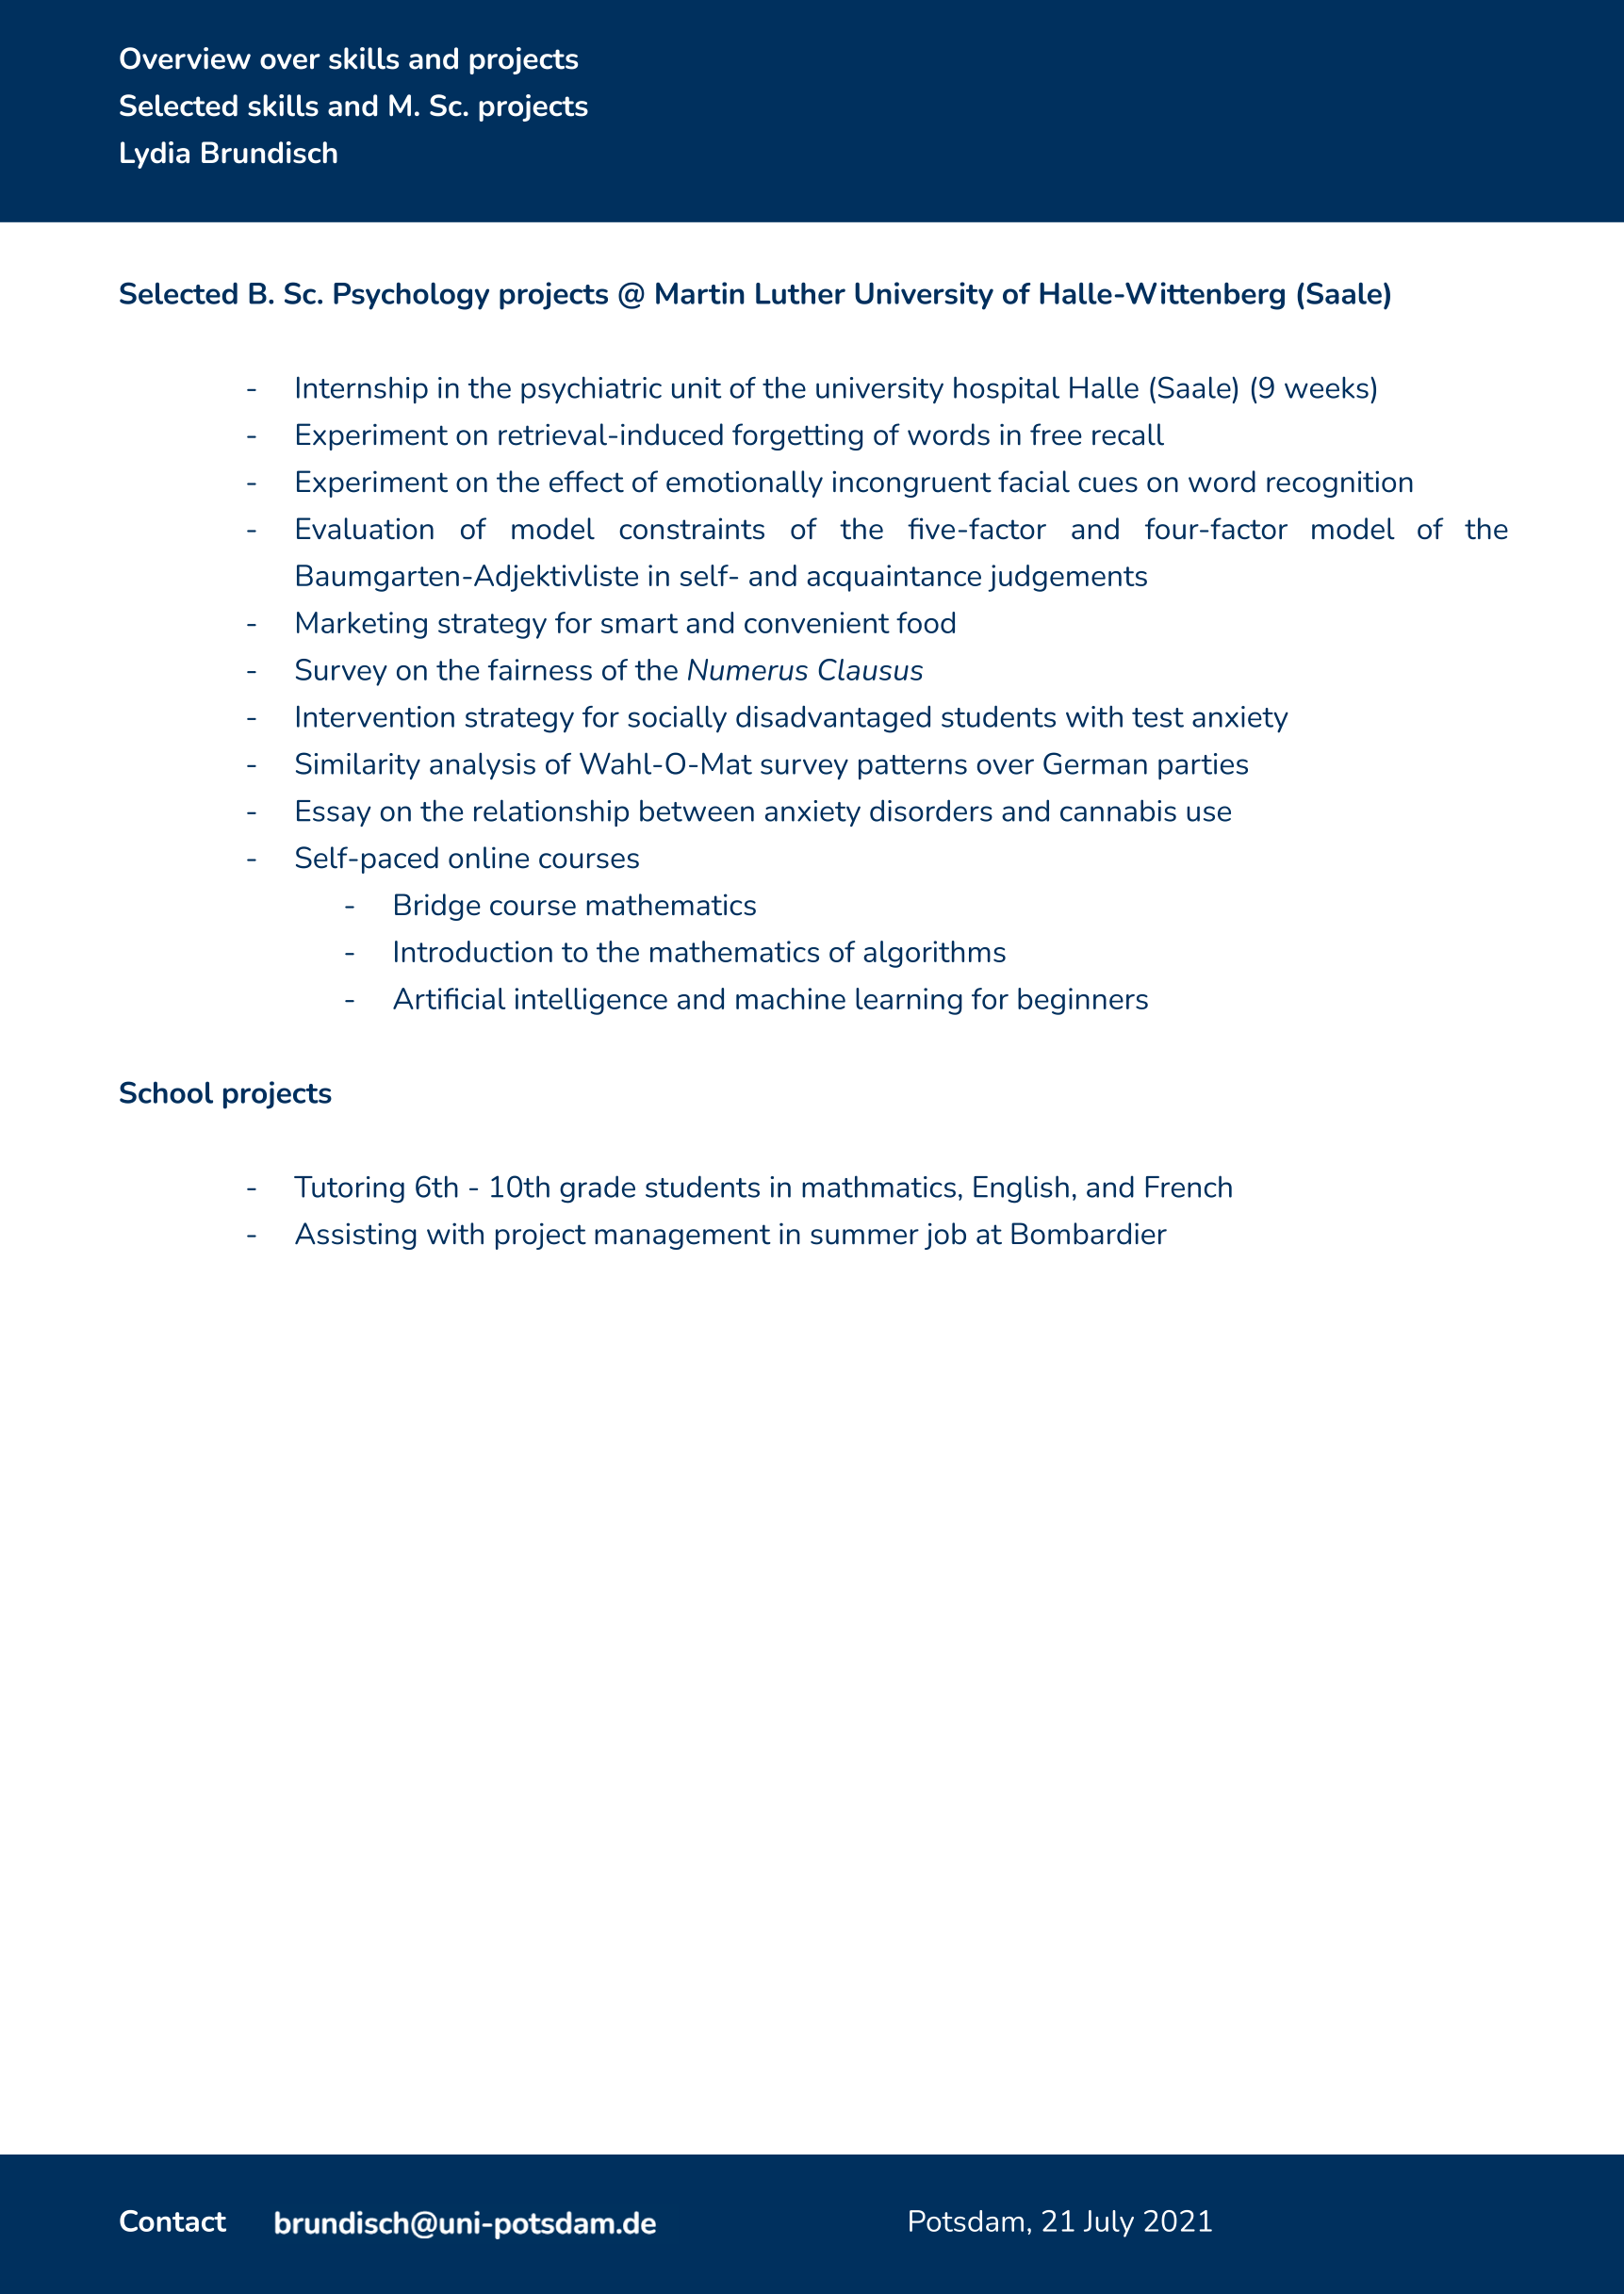 Overview over skills and projects
Selected skills and M. Sc. projects
Lydia Brundisch
Selected B. Sc. Psychology projects @ Martin Luther University of Halle-Wittenberg (Saale)
- Internship in the psychiatric unit of the university hospital Halle (Saale) (9 weeks)
- Experiment on retrieval-induced forgetting of words in free recall
- Experiment on the effect of emotionally incongruent facial cues on word recognition
- Evaluation of model constraints of the five-factor and four-factor model of the
Baumgarten-Adjektivliste in self- and acquaintance judgements
- Marketing strategy for smart and convenient food
- Survey on the fairness of the Numerus Clausus
- Intervention strategy for socially disadvantaged students with test anxiety
- Similarity analysis of Wahl-O-Mat survey patterns over German parties
- Essay on the relationship between anxiety disorders and cannabis use
- Self-paced online courses
- Bridge course mathematics
- Introduction to the mathematics of algorithms
- Artificial intelligence and machine learning for beginners
School projects
- Tutoring 6th - 10th grade students in mathmatics, English, and French
- Assisting with project management in summer job at Bombardier
Contact brundisch@uni-potsdam.de Potsdam, 21 July 2021